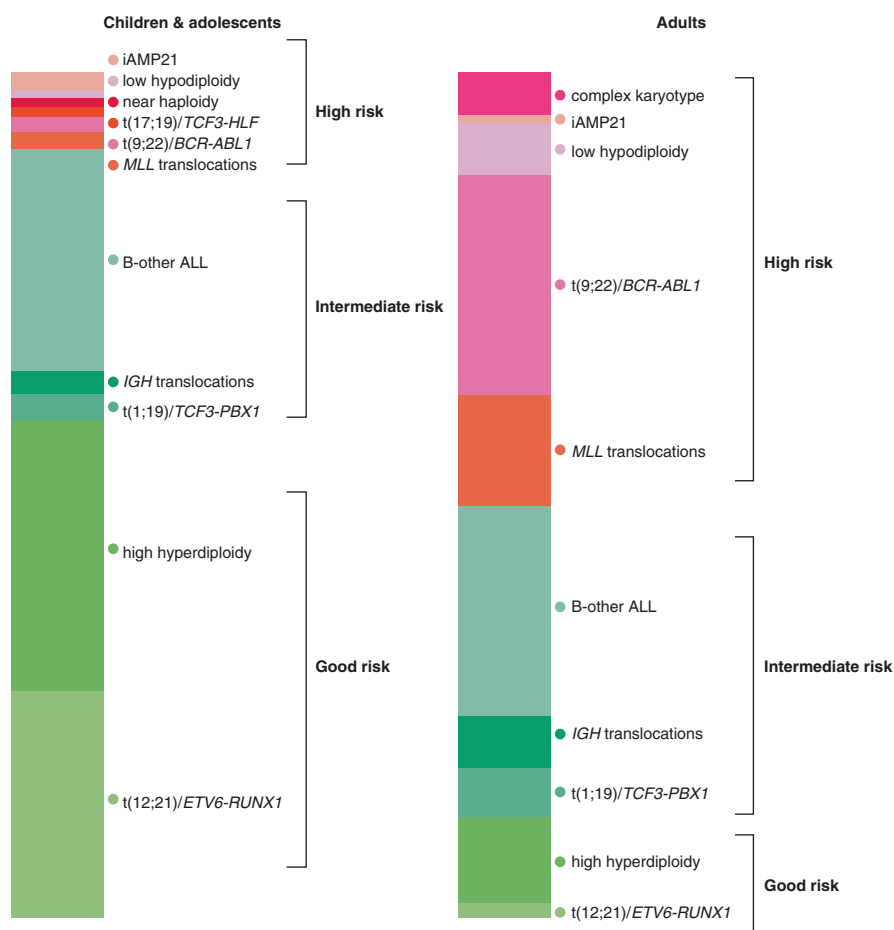 Children & adolescents
iAMP21
low hypodiploidy
near haploidy
t(17;19)/TCF3-HLF
t(9;22)/BCR-ABL1
MLL translocations
High risk
B-other ALL
IGH translocations
t(1;19)/TCF3-PBX1
Intermediate risk
high hyperdiploidy
t(12;21)/ETV6-RUNX1
Good risk
Adults
complex karyotype
iAMP21
low hypodiploidy
t(9;22)/BCR-ABL1
MLL translocations
High risk
B-other ALL
IGH translocations
t(1;19)/TCF3-PBX1
Intermediate risk
high hyperdiploidy
t(12;21)/ETV6-RUNX1
Good risk